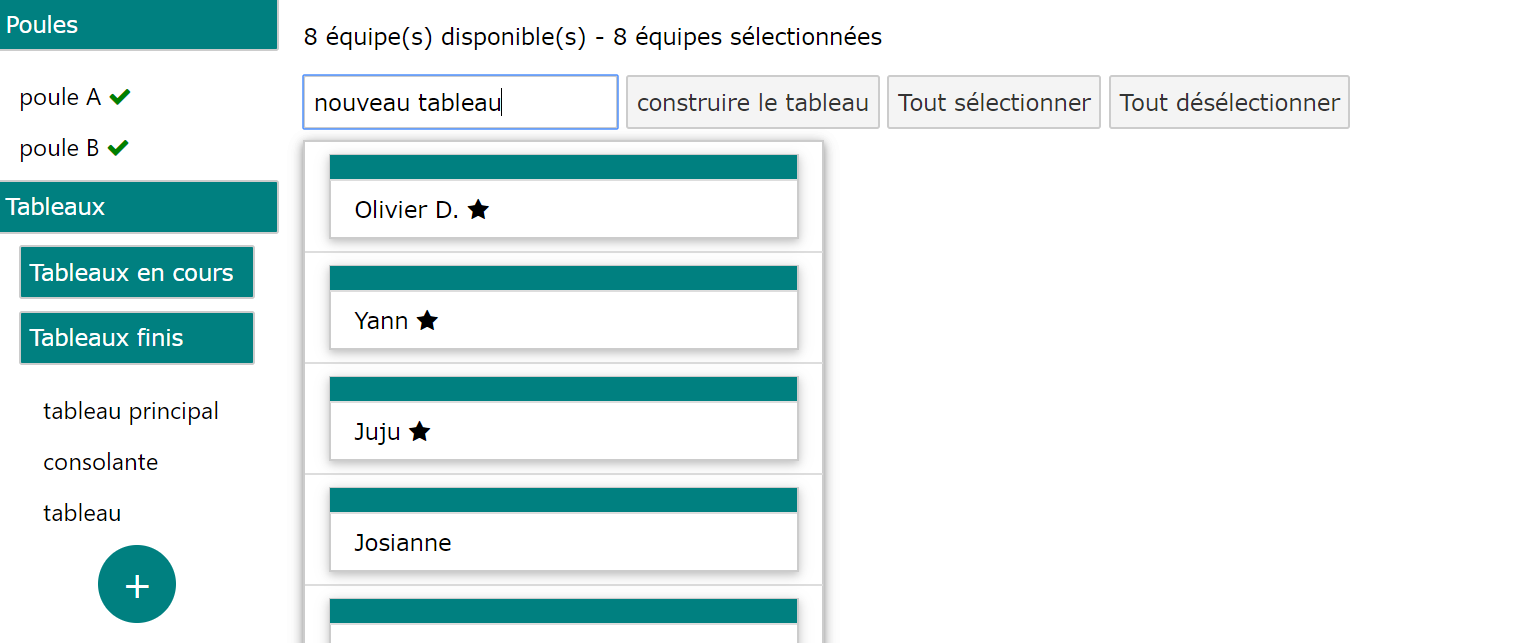 Poules
poule A
poule B
Tableaux
Tableaux en cours
Tableaux finis
tableau principal
consolante
tableau
+
8 équipe(s) disponible(s) - 8 équipes sélectionnées
nouveau tableau
construire le tableau
Tout sélectionner
Tout désélectionner
Olivier D.
Yann
Juju
Josianne